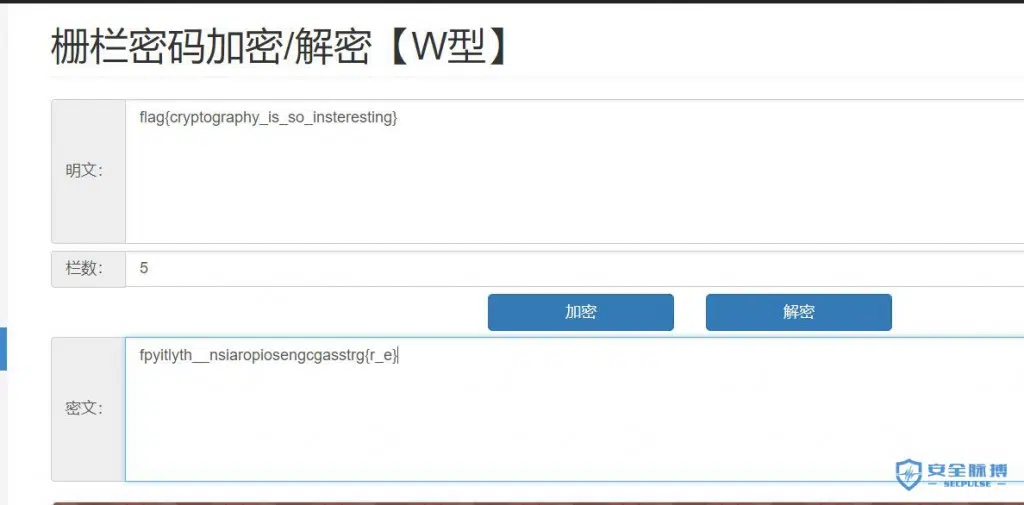 栅栏密码加密/解密【W型】
明文:
flag{cryptography_is_so_insteresting}
栏数:
5
加密
解密
密文:
fpyitlyth__nsiaropiosengcgasstrg{r_e}
安全脉搏
SECPULSE